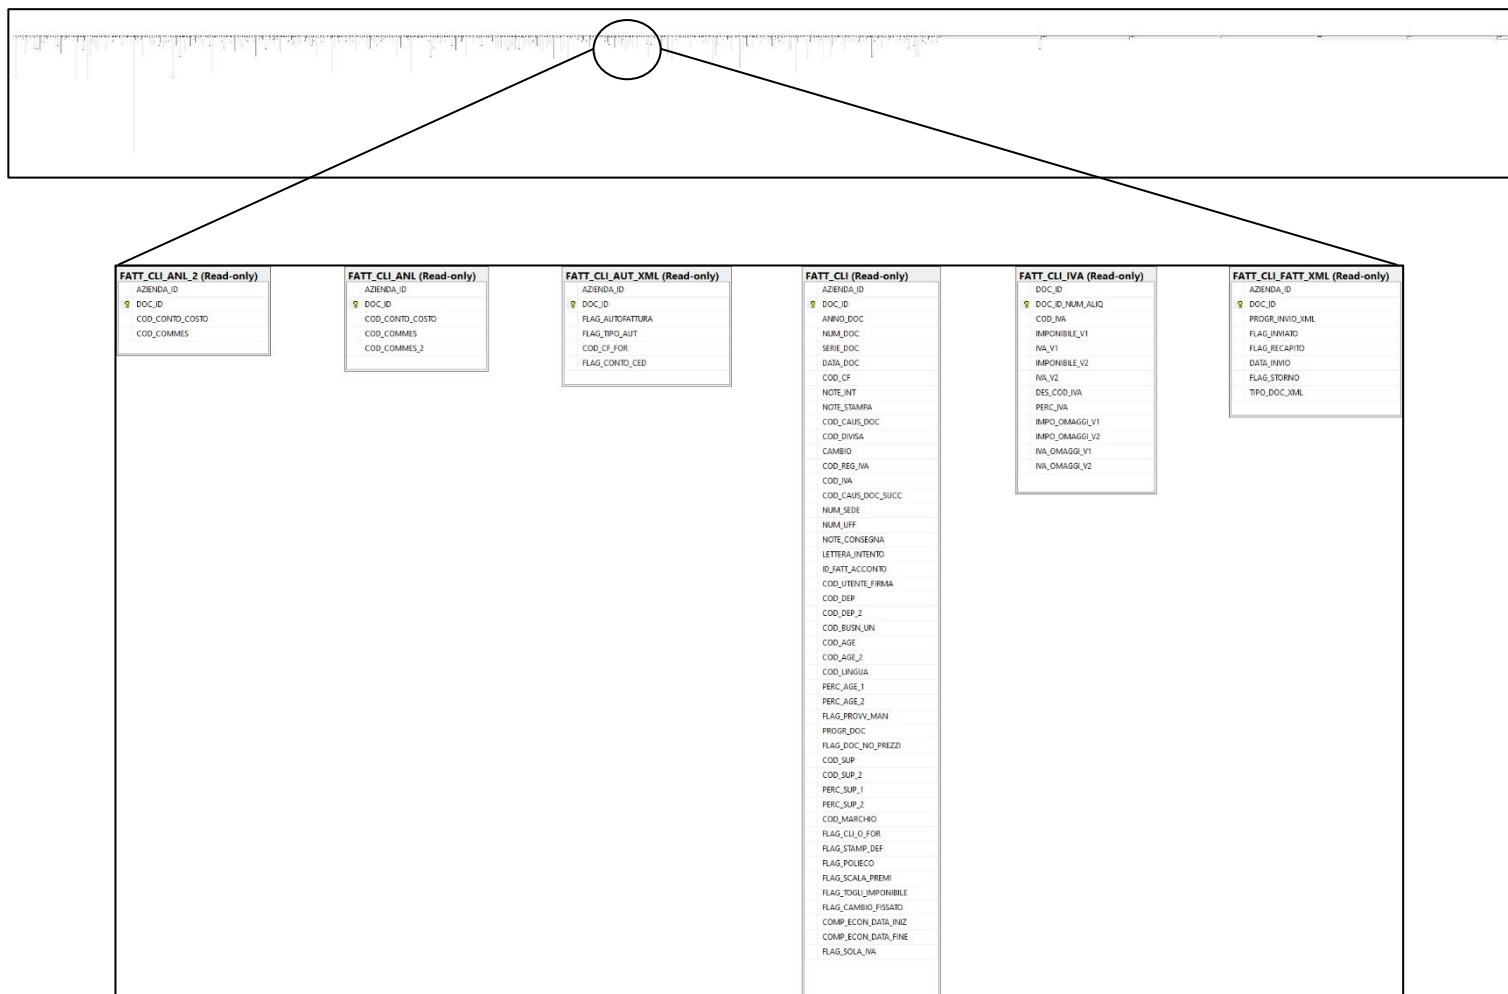 FATT_CLI_ANL_2 (Read-only)
AZIENDA_ID
DOC_ID
COD_CONTO_COSTO
COD_COMMES
FATT_CLI_ANL (Read-only)
AZIENDA_ID
DOC_ID
COD_CONTO_COSTO
COD_COMMES
COD_COMMES_2
FATT_CLI_AUT_XML (Read-only)
AZIENDA_ID
DOC_ID
FLAG_AUTOFATTURA
FLAG_TIPO_AUT
COD_CF_FOR
FLAG_CONTO_CED
FATT_CLI (Read-only)
AZIENDA_ID
DOC_ID
ANNO_DOC
NUM_DOC
SERIE_DOC
DATA_DOC
COD_CF
NOTE_INT
NOTE_STAMPA
COD_CAUS_DOC
COD_DIVISA
CAMBIO
COD_REG_IVA
COD_IVA
COD_CAUS_DOC_SUCC
NUM_SEDE
NUM_UFF
NOTE_CONSEGNA
LETTERA_INTENTO
ID_FATT_ACCONTO
COD_UTENTE_FIRMA
COD_DEP
COD_DEP_2
COD_BUSN_UN
COD_AGE
COD_AGE_2
COD_LINGUA
PERC_AGE_1
PERC_AGE_2
FLAG_PROVV_MAN
PROGR_DOC
FLAG_DOC_NO_PREZZI
COD_SUP
COD_SUP_2
PERC_SUP_1
PERC_SUP_2
COD_MARCHIO
FLAG_CLI_O_FOR
FLAG_STAMP_DEF
FLAG_POLIECO
FLAG_SCALA_PREMI
FLAG_TOGLI_IMPONIBILE
FLAG_CAMBIO_FISSATO
COMP_ECON_DATA_INIZ
COMP_ECON_DATA_FINE
FLAG_SOLA_IVA
FATT_CLI_IVA (Read-only)
DOC_ID
DOC_ID_NUM_ALIQ
COD_IVA
IMPONIBILE_V1
IVA_V1
IMPONIBILE_V2
IVA_V2
DES_COD_IVA
PERC_IVA
IMPO_OMAGGI_V1
IMPO_OMAGGI_V2
IVA_OMAGGI_V1
IVA_OMAGGI_V2
FATT_CLI_FATT_XML (Read-only)
AZIENDA_ID
DOC_ID
PROGR_INVIO_XML
FLAG_INVIATO
FLAG_RECAPITO
DATA_INVIO
FLAG_STORNO
TIPO_DOC_XML